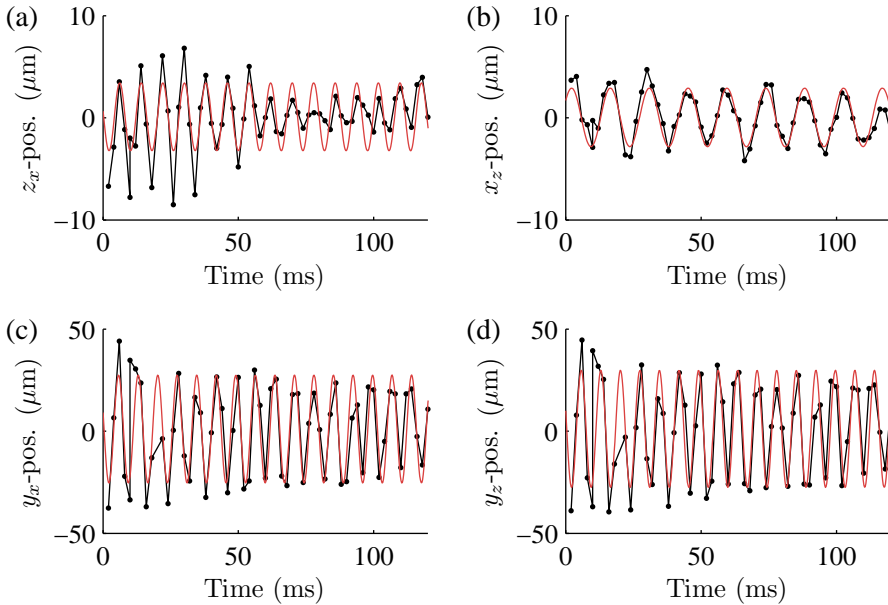 (a)
10
0
−10
z_x-pos. (μm)
0
50
100
Time (ms)
(b)
10
0
−10
x_z-pos. (μm)
0
50
100
Time (ms)
(c)
50
0
−50
y_x-pos. (μm)
0
50
100
Time (ms)
(d)
50
0
−50
y_z-pos. (μm)
0
50
100
Time (ms)